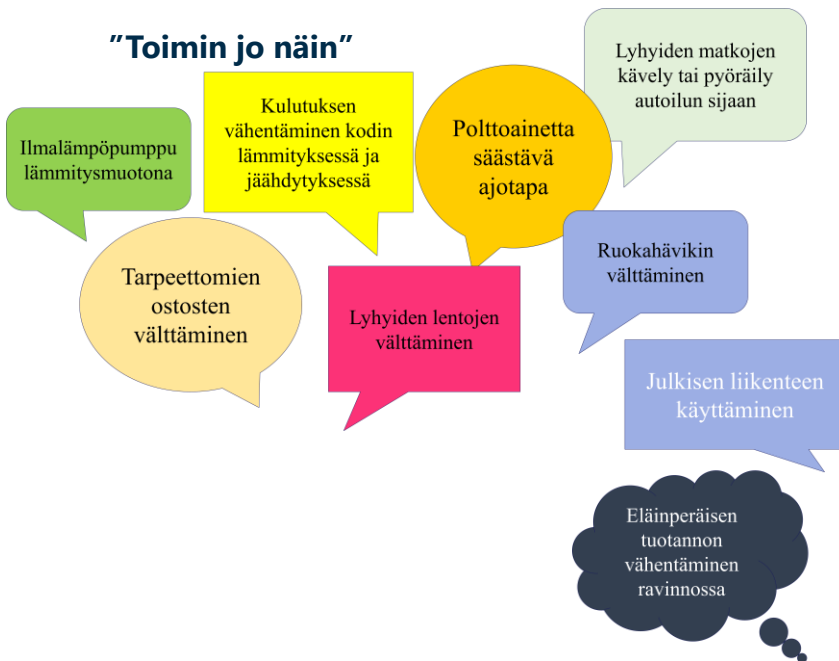 ”Toimin jo näin”
Lyhyiden matkojen
kävely tai pyöräily
autoilun sijaan
Kulutuksen
vähentäminen kodin
lämmityksessä ja
jäähdytyksessä
Polttoainetta
säästävä
ajotapa
Ilmalämpöpumppu
lämmitysmuotona
Ruokahävikin
välttäminen
Tarpeettomien
ostosten
välttäminen
Lyhyiden lentojen
välttäminen
Julkisen liikenteen
käyttäminen
Eläinperäisen
tuotannon
vähentäminen
ravinnossa